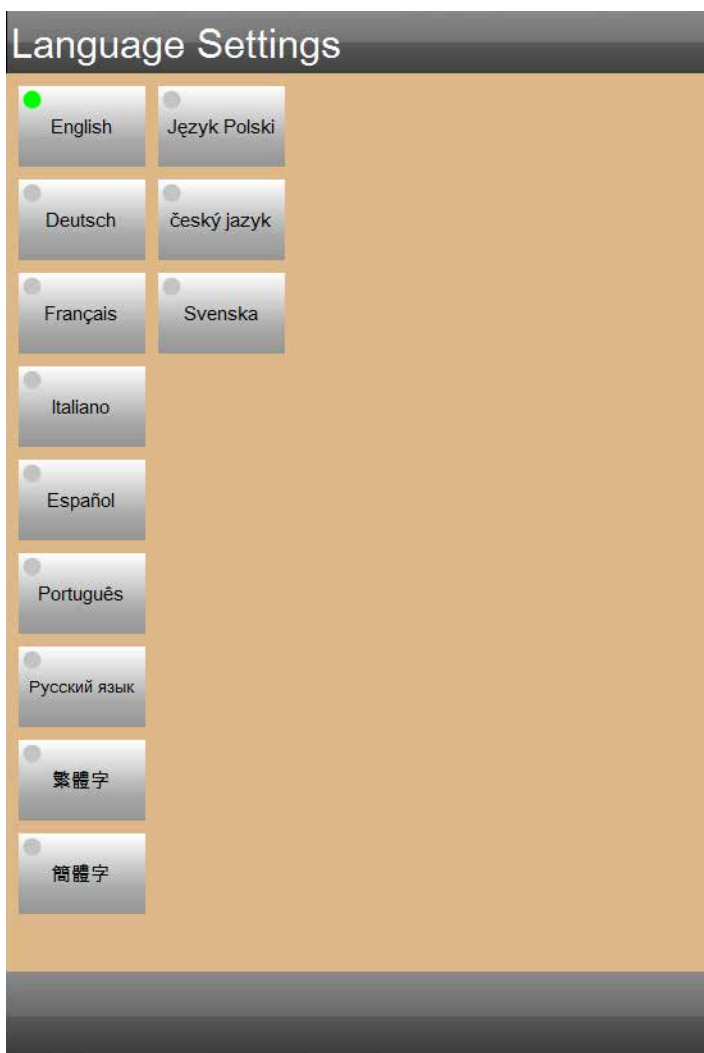 Language Settings
English
Język Polski
Deutsch
český jazyk
Français
Svenska
Italiano
Español
Português
Русский язык
繁體字
簡體字